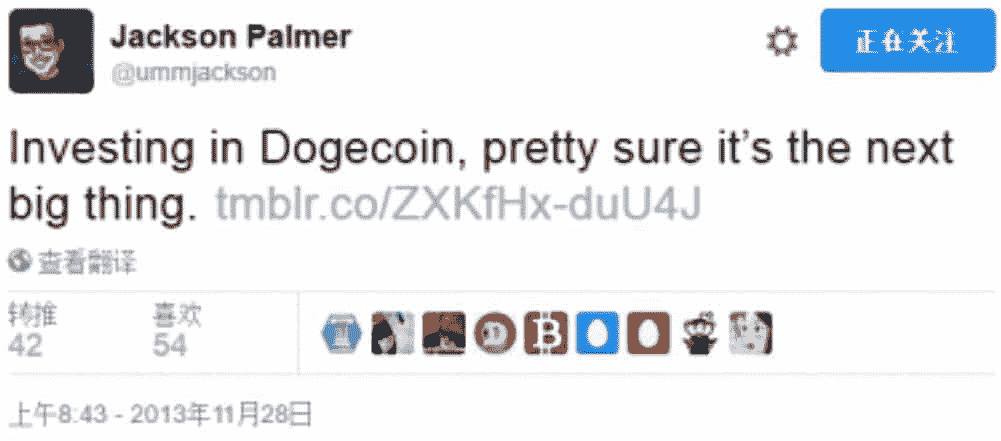 Jackson Palmer
@ummjackson
正在关注
Investing in Dogecoin, pretty sure it’s the next
big thing. tmblr.co/ZXKfHx-duU4J
查看翻译
转推 喜欢
42 54
上午8:43 - 2013年11月28日